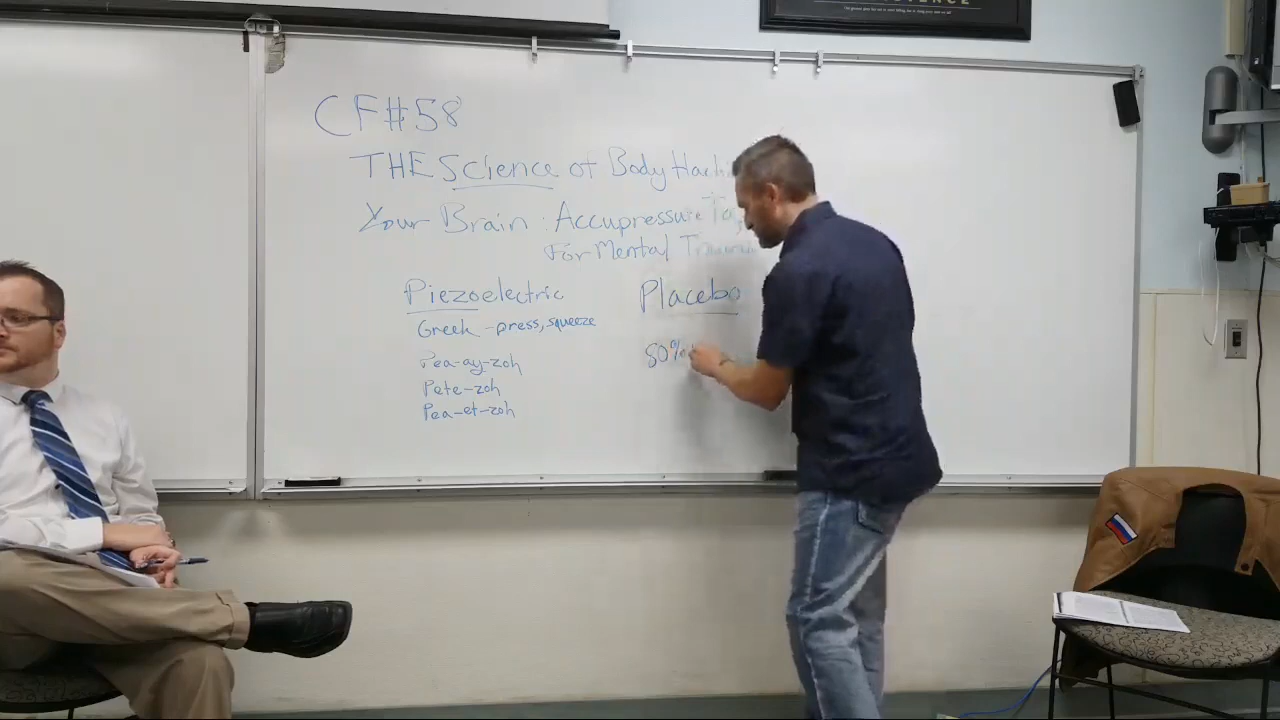 CF#58
THE Science of Body
Your Brain: Accupressure
For Mental
Piezoelectric
Greek - press, squeeze
Pea-ay-zoh
Pete-zoh
Pea-et-zoh
Placebo
80%